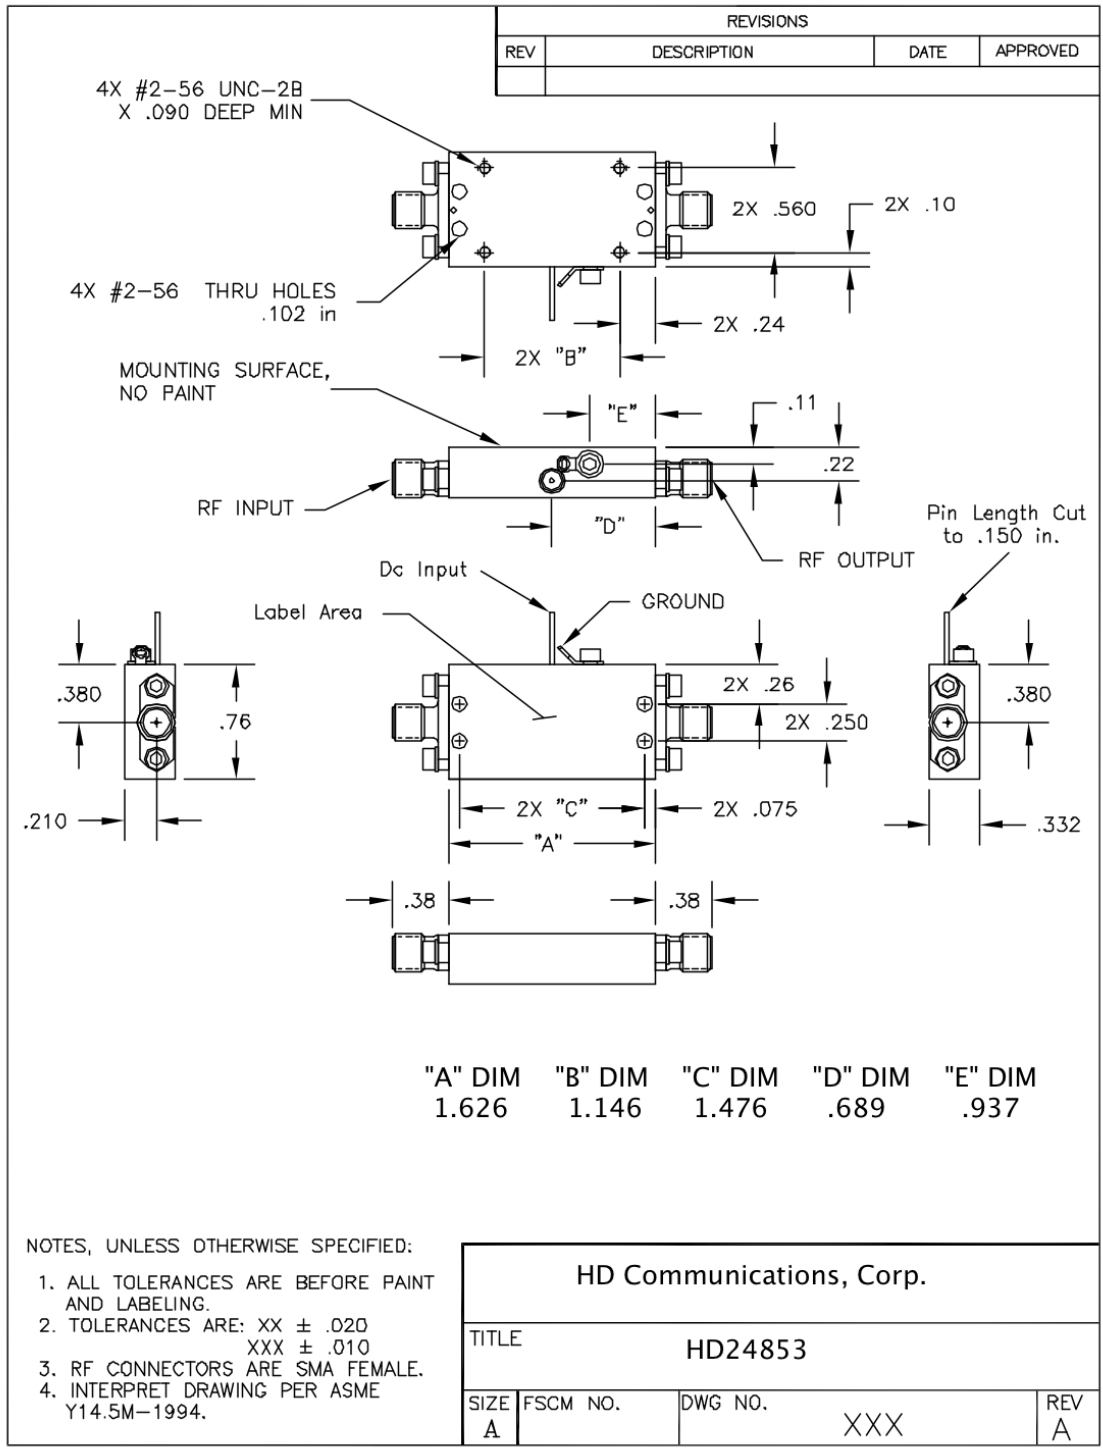 REVISIONS
REV DESCRIPTION DATE APPROVED
4X #2-56 UNC-2B
X .090 DEEP MIN
2X .560
2X .10
4X #2-56 THRU HOLES
.102 in
2X .24
2X "B"
MOUNTING SURFACE,
NO PAINT
"E"
.11
.22
RF INPUT
"D"
RF OUTPUT
Pin Length Cut
to .150 in.
Dc Input
GROUND
Label Area
.380
.76
2X .26
2X .250
.380
.210
2X "C"
2X .075
.332
"A"
.38
.38
"A" DIM "B" DIM "C" DIM "D" DIM "E" DIM
1.626 1.146 1.476 .689 .937
NOTES, UNLESS OTHERWISE SPECIFIED:
1. ALL TOLERANCES ARE BEFORE PAINT
AND LABELING.
2. TOLERANCES ARE: XX ± .020
XXX ± .010
3. RF CONNECTORS ARE SMA FEMALE.
4. INTERPRET DRAWING PER ASME
Y14.5M-1994.
HD Communications, Corp.
TITLE
HD24853
SIZE FSCM NO. DWG NO. REV
A XXX A